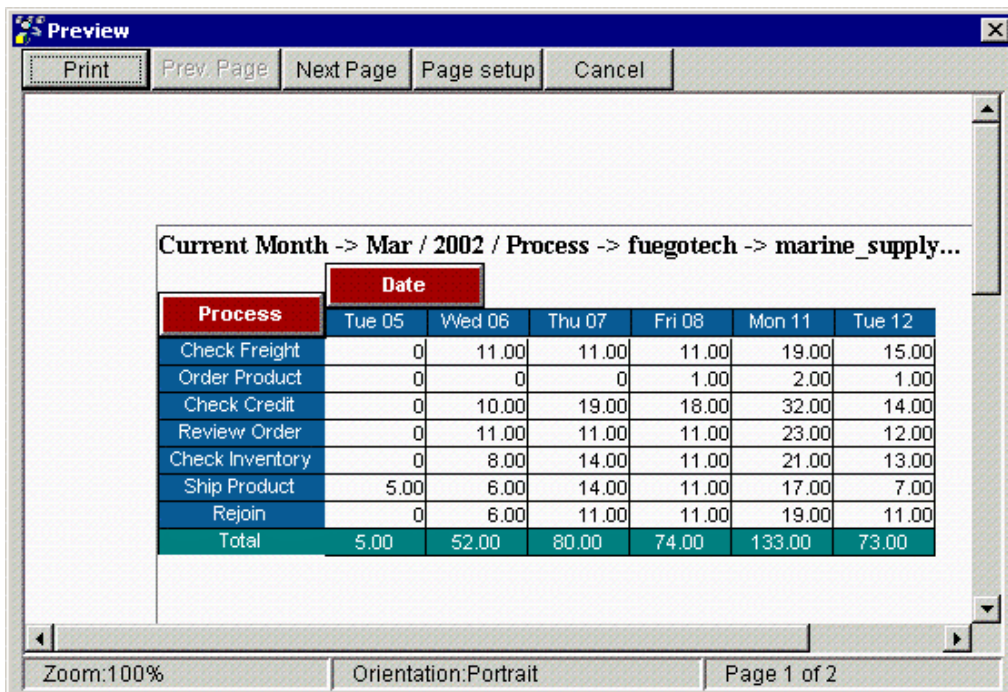 Preview
Print Prev. Page Next Page Page setup Cancel
Current Month -> Mar / 2002 / Process -> fuegotech -> marine_supply...
Date
Process Tue 05 Wed 06 Thu 07 Fri 08 Mon 11 Tue 12
Check Freight 0 11.00 11.00 11.00 19.00 15.00
Order Product 0 0 0 1.00 2.00 1.00
Check Credit 0 10.00 19.00 18.00 32.00 14.00
Review Order 0 11.00 11.00 11.00 23.00 12.00
Check Inventory 0 8.00 14.00 11.00 21.00 13.00
Ship Product 5.00 6.00 14.00 11.00 17.00 7.00
Rejoin 0 6.00 11.00 11.00 19.00 11.00
Total 5.00 52.00 80.00 74.00 133.00 73.00
Zoom:100% Orientation:Portrait Page 1 of 2